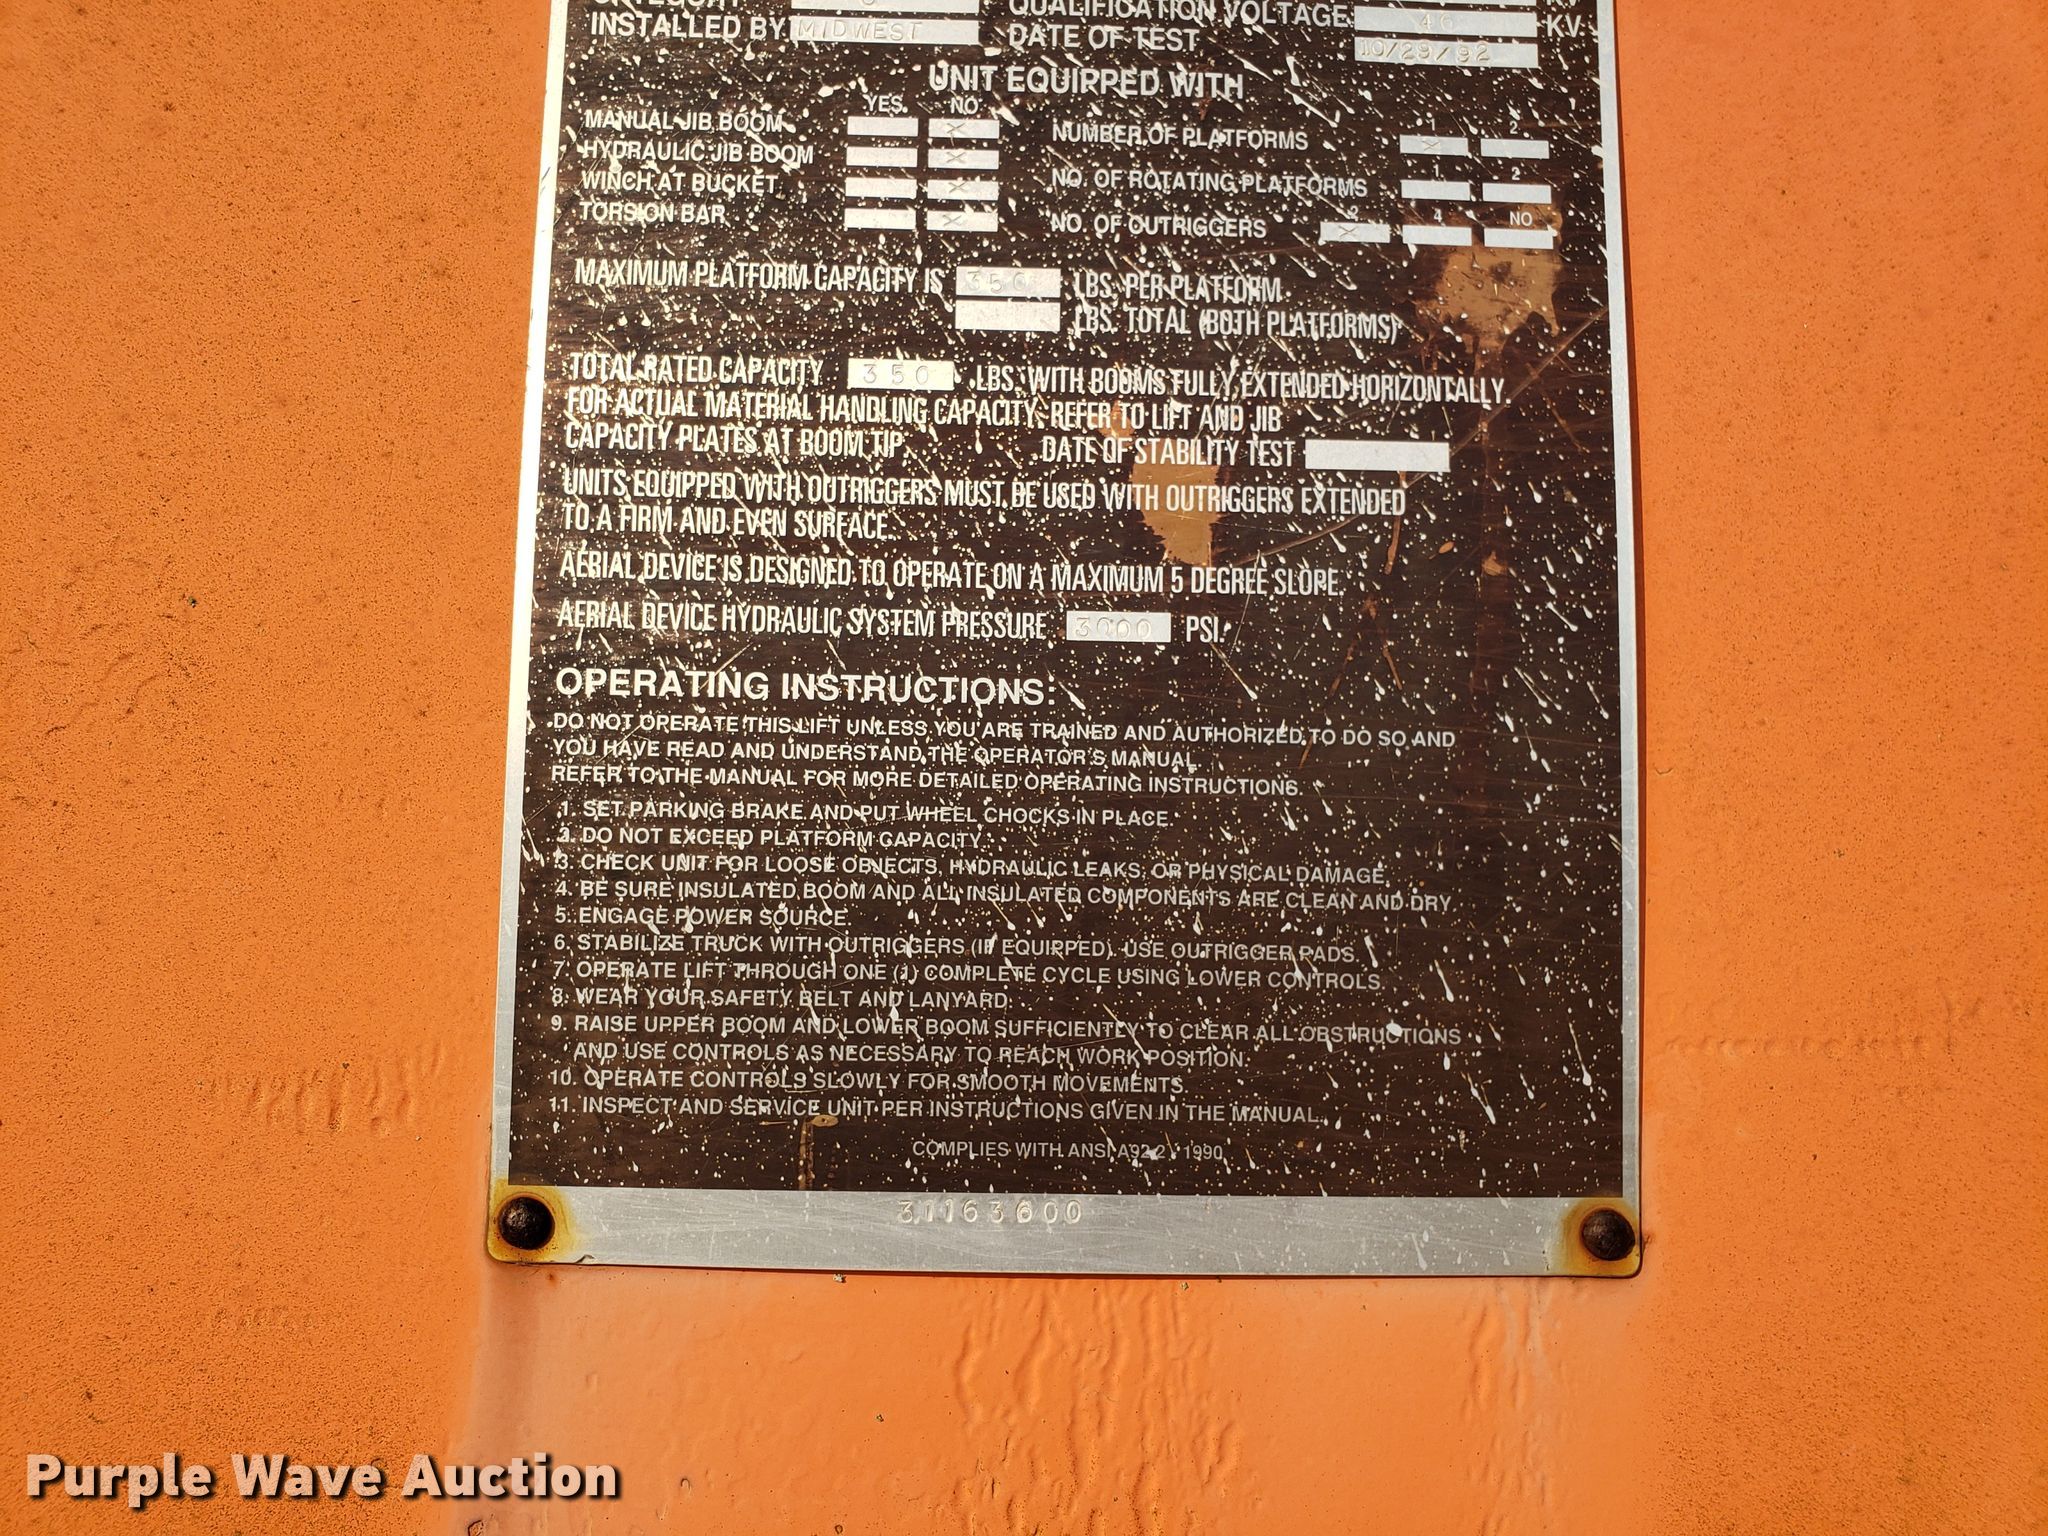 CATEGORY C
QUALIFICATION VOLTAGE 46 KV
INSTALLED BY MIDWEST
DATE OF TEST 10/29/92
UNIT EQUIPPED WITH
YES NO
MANUAL JIB BOOM X
HYDRAULIC JIB BOOM X
WINCH AT BUCKET X
TORSION BAR X
1 2
NUMBER OF PLATFORMS X
1 2
NO. OF ROTATING PLATFORMS
2 4 NO
NO. OF OUTRIGGERS X
MAXIMUM PLATFORM CAPACITY IS 350 LBS. PER PLATFORM
LBS. TOTAL (BOTH PLATFORMS)
TOTAL RATED CAPACITY 350 LBS. WITH BOOMS FULLY EXTENDED HORIZONTALLY.
FOR ACTUAL MATERIAL HANDLING CAPACITY, REFER TO LIFT AND JIB
CAPACITY PLATES AT BOOM TIP. DATE OF STABILITY TEST
UNITS EQUIPPED WITH OUTRIGGERS MUST BE USED WITH OUTRIGGERS EXTENDED
TO A FIRM AND EVEN SURFACE.
AERIAL DEVICE IS DESIGNED TO OPERATE ON A MAXIMUM 5 DEGREE SLOPE.
AERIAL DEVICE HYDRAULIC SYSTEM PRESSURE 3000 PSI.
OPERATING INSTRUCTIONS:
DO NOT OPERATE THIS LIFT UNLESS YOU ARE TRAINED AND AUTHORIZED TO DO SO AND
YOU HAVE READ AND UNDERSTAND THE OPERATOR'S MANUAL.
REFER TO THE MANUAL FOR MORE DETAILED OPERATING INSTRUCTIONS.
1. SET PARKING BRAKE AND PUT WHEEL CHOCKS IN PLACE.
2. DO NOT EXCEED PLATFORM CAPACITY.
3. CHECK UNIT FOR LOOSE OBJECTS, HYDRAULIC LEAKS, OR PHYSICAL DAMAGE.
4. BE SURE INSULATED BOOM AND ALL INSULATED COMPONENTS ARE CLEAN AND DRY.
5. ENGAGE POWER SOURCE.
6. STABILIZE TRUCK WITH OUTRIGGERS (IF EQUIPPED). USE OUTRIGGER PADS.
7. OPERATE LIFT THROUGH ONE (1) COMPLETE CYCLE USING LOWER CONTROLS.
8. WEAR YOUR SAFETY BELT AND LANYARD.
9. RAISE UPPER BOOM AND LOWER BOOM SUFFICIENTLY TO CLEAR ALL OBSTRUCTIONS
AND USE CONTROLS AS NECESSARY TO REACH WORK POSITION.
10. OPERATE CONTROLS SLOWLY FOR SMOOTH MOVEMENTS.
11. INSPECT AND SERVICE UNIT PER INSTRUCTIONS GIVEN IN THE MANUAL.
COMPLIES WITH ANSI A92.2 - 1990
31163600
Purple Wave Auction